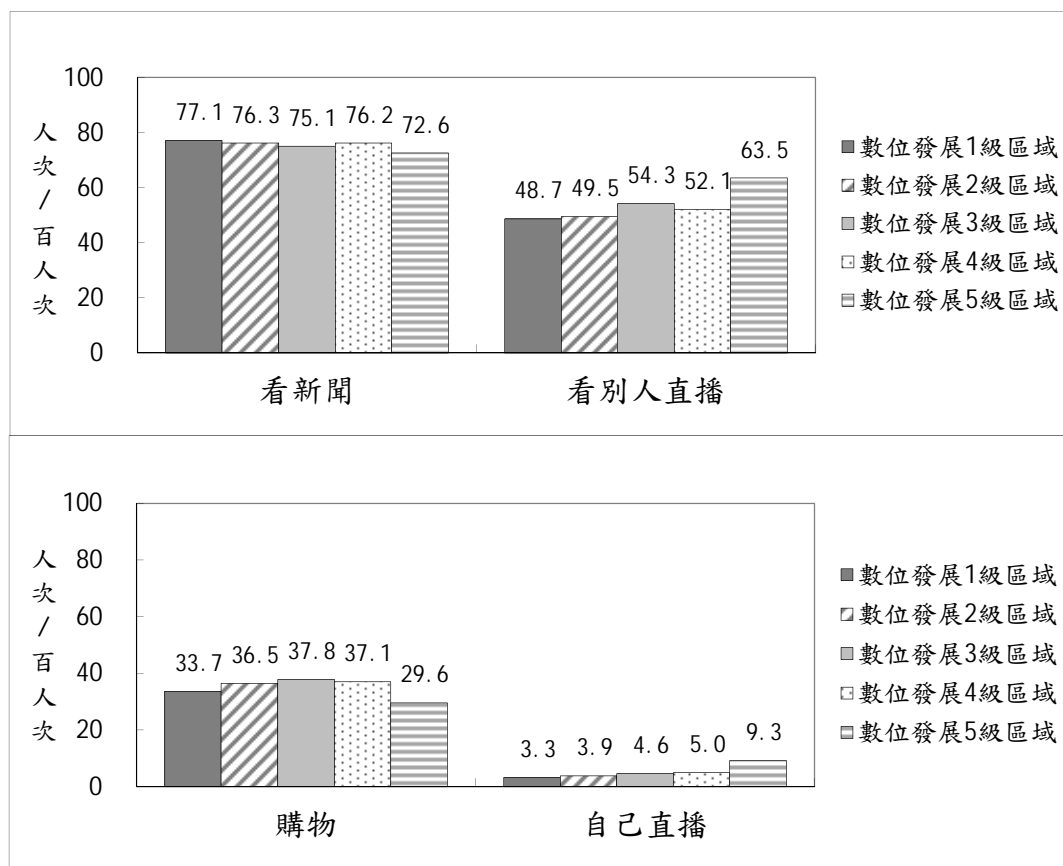 100
80
60
40
20
0
人次/百人次
77.1 76.3 75.1 76.2 72.6
48.7 49.5 54.3 52.1 63.5
看新聞 看別人直播
數位發展1級區域
數位發展2級區域
數位發展3級區域
數位發展4級區域
數位發展5級區域
100
80
60
40
20
0
人次/百人次
33.7 36.5 37.8 37.1 29.6
3.3 3.9 4.6 5.0 9.3
購物 自己直播
數位發展1級區域
數位發展2級區域
數位發展3級區域
數位發展4級區域
數位發展5級區域